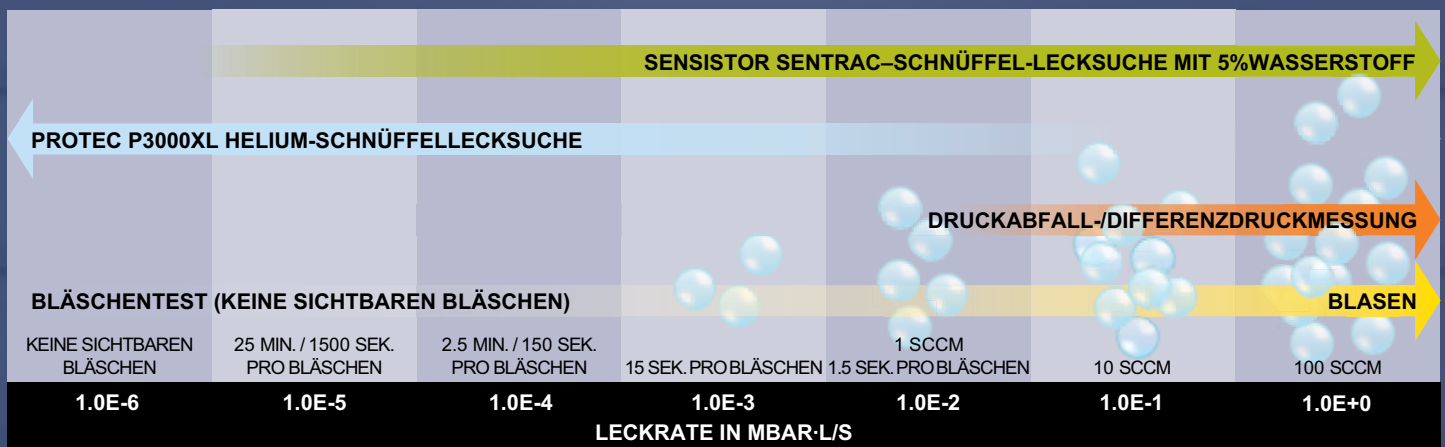 SENSISTOR SENTRAC–SCHNÜFFEL-LECKSUCHE MIT 5%WASSERSTOFF
PROTEC P3000XL HELIUM-SCHNÜFFELLECKSUCHE
DRUCKABFALL-/DIFFERENZDRUCKMESSUNG
BLÄSCHENTEST (KEINE SICHTBAREN BLÄSCHEN)
BLASEN
KEINE SICHTBAREN
BLÄSCHEN
25 MIN. / 1500 SEK.
PRO BLÄSCHEN
2.5 MIN. / 150 SEK.
PRO BLÄSCHEN
15 SEK. PRO BLÄSCHEN
1 SCCM
1.5 SEK. PRO BLÄSCHEN
10 SCCM
100 SCCM
1.0E-6
1.0E-5
1.0E-4
1.0E-3
1.0E-2
1.0E-1
1.0E+0
LECKRATE IN MBAR·L/S